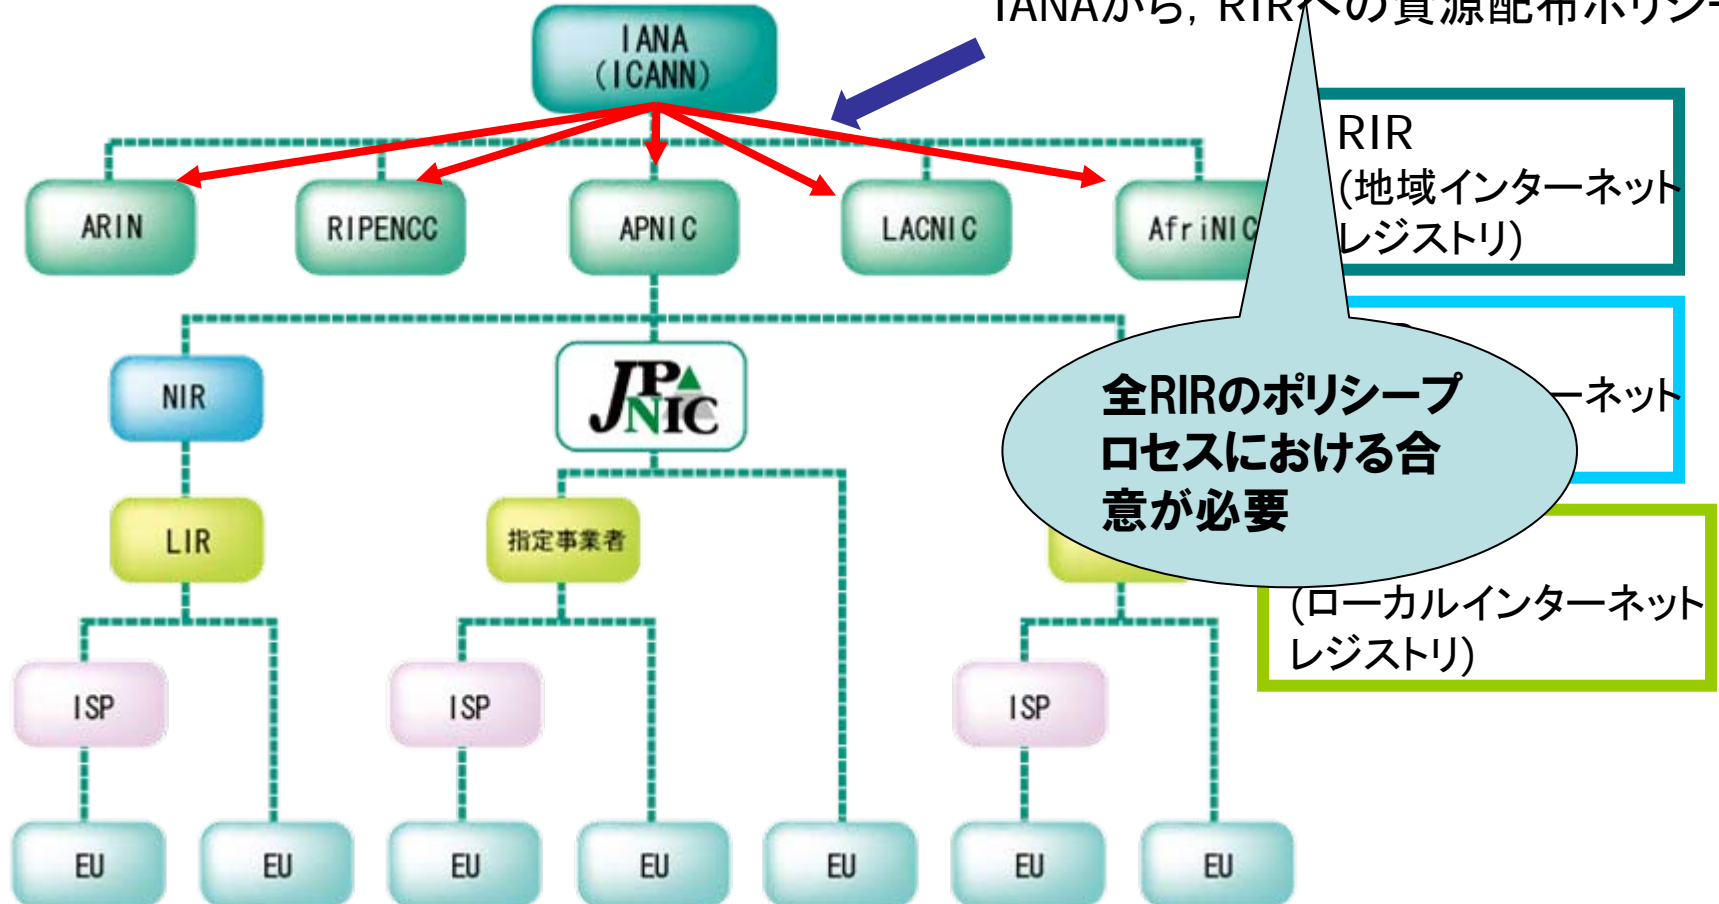 IANAから, RIRへの資源配布ポリシー
IANA
(ICANN)
RIR
(地域インターネット
レジストリ)
ARIN
RIPENCC
APNIC
LACNIC
AfriNIC
NIR
JPNIC
全RIRのポリシープ
ロセスにおける合
意が必要
ーネット
LIR
指定事業者
(ローカルインターネット
レジストリ)
ISP
ISP
ISP
EU
EU
EU
EU
EU
EU
EU